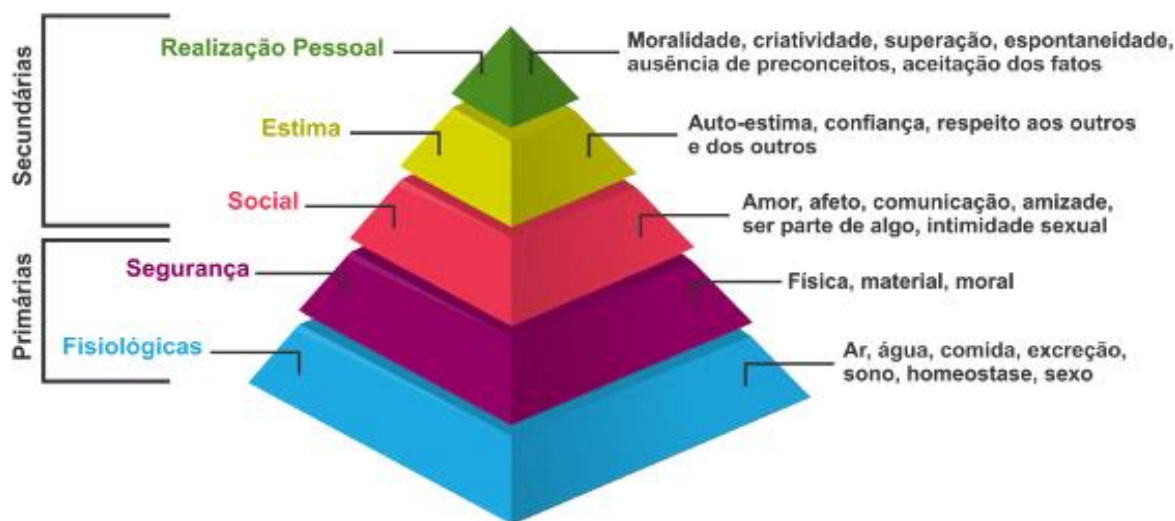 Secundárias
Realização Pessoal
Moralidade, criatividade, superação, espontaneidade,
ausência de preconceitos, aceitação dos fatos
Estima
Auto-estima, confiança, respeito aos outros
e dos outros
Social
Amor, afeto, comunicação, amizade,
ser parte de algo, intimidade sexual
Primárias
Segurança
Física, material, moral
Fisiológicas
Ar, água, comida, excreção,
sono, homeostase, sexo